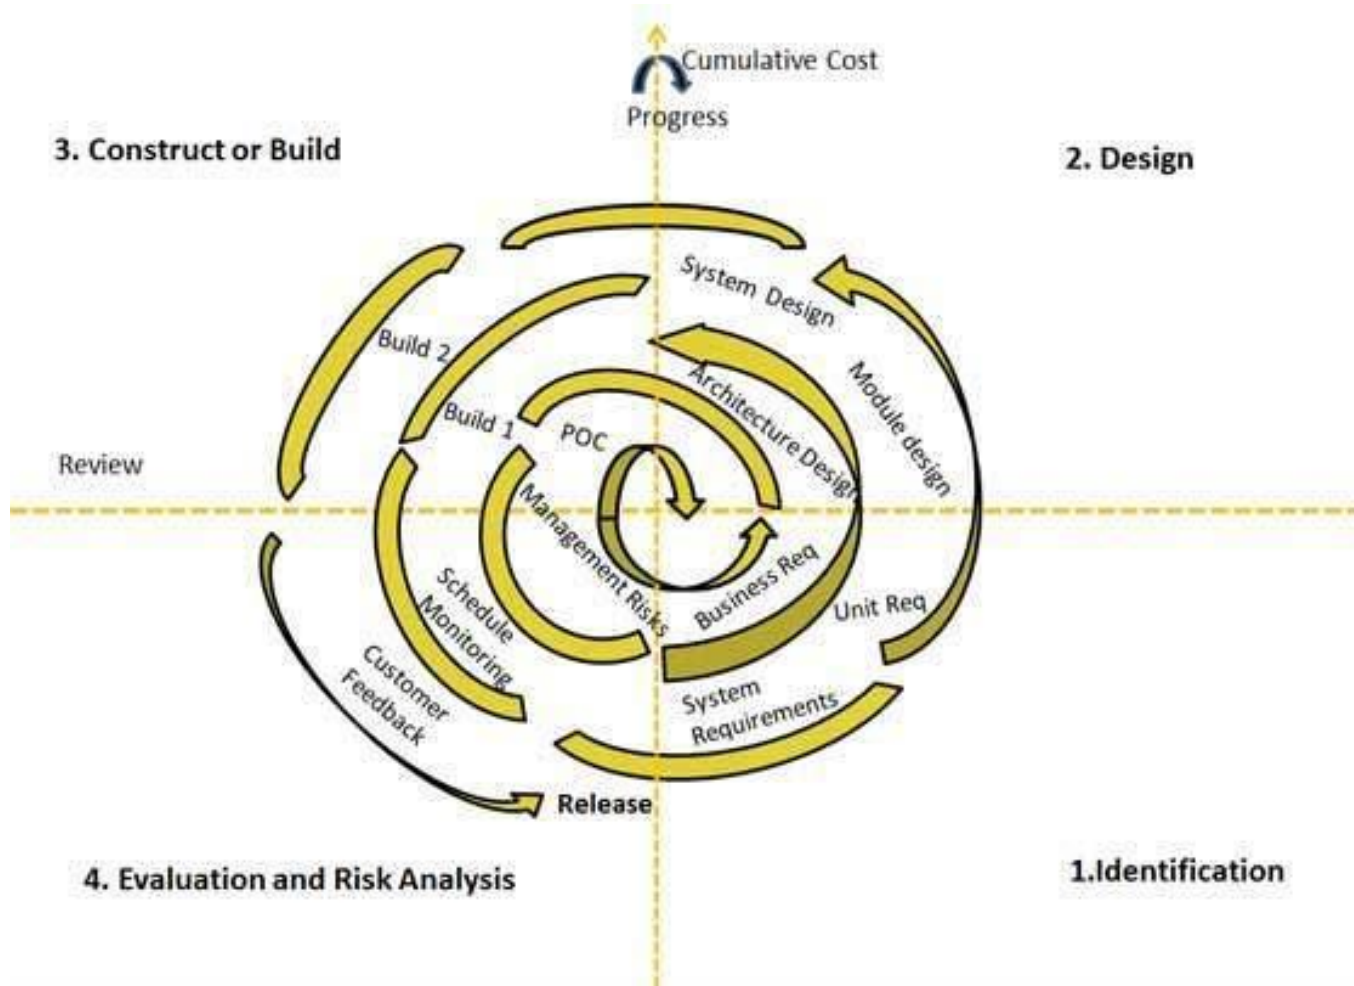 Cumulative Cost
Progress
3. Construct or Build
2. Design
System Design
Build 2
Architecture Design
Module design
Build 1
POC
Review
Management Risks
Business Req
Unit Req
Schedule
Monitoring
Customer
Feedback
System
Requirements
Release
4. Evaluation and Risk Analysis
1.Identification